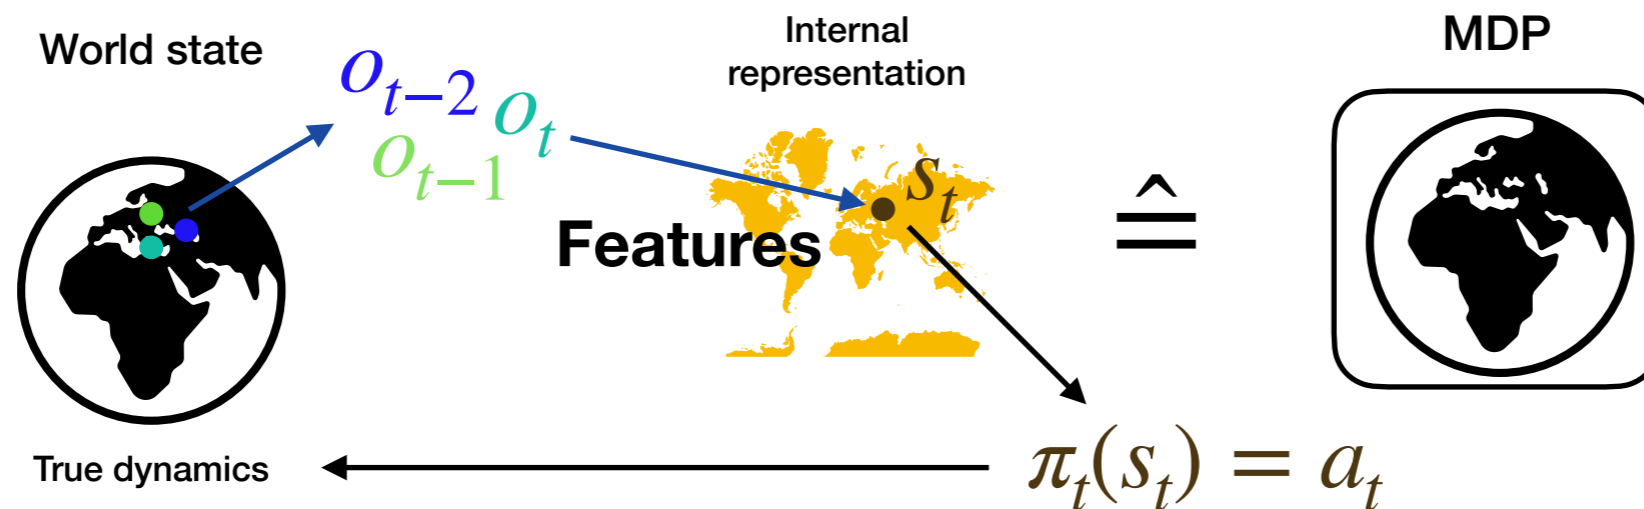 World state
Internal
representation
MDP
o_{t-2}
o_t
o_{t-1}
s_t
Features
≙
True dynamics
π_t(s_t) = a_t